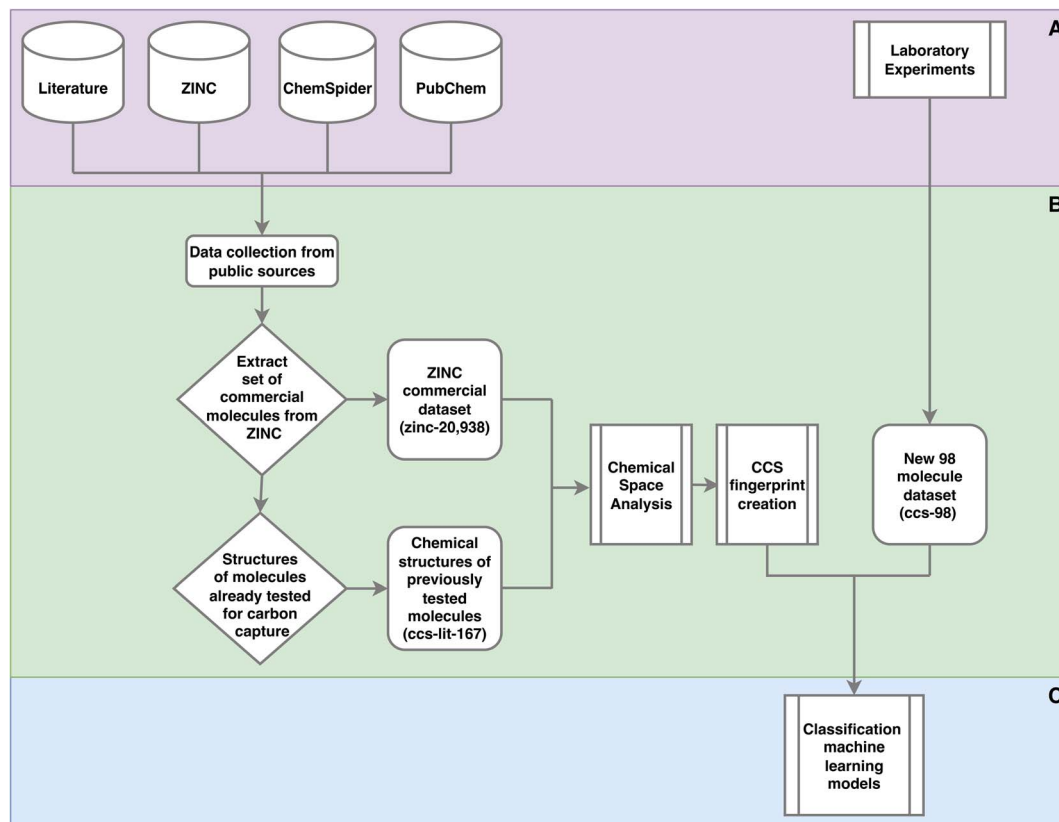 A
Literature
ZINC
ChemSpider
PubChem
Laboratory
Experiments
B
Data collection from
public sources
Extract
set of
commercial
molecules from
ZINC
ZINC
commercial
dataset
(zinc-20,938)
Chemical
Space
Analysis
CCS
fingerprint
creation
New 98
molecule
dataset
(ccs-98)
Structures
of molecules
already tested
for carbon
capture
Chemical
structures of
previously
tested
molecules
(ccs-lit-167)
C
Classification
machine
learning
models